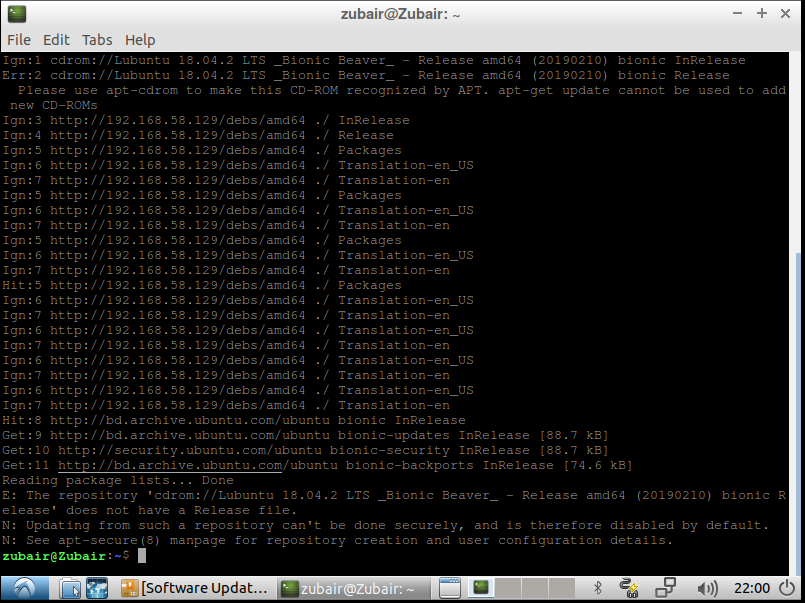 zubair@Zubair: ~
File Edit Tabs Help
Ign:1 cdrom://Lubuntu 18.04.2 LTS _Bionic Beaver_ - Release amd64 (20190210) bionic InRelease
Err:2 cdrom://Lubuntu 18.04.2 LTS _Bionic Beaver_ - Release amd64 (20190210) bionic Release
  Please use apt-cdrom to make this CD-ROM recognized by APT. apt-get update cannot be used to add
 new CD-ROMs
Ign:3 http://192.168.58.129/debs/amd64 ./ InRelease
Ign:4 http://192.168.58.129/debs/amd64 ./ Release
Ign:5 http://192.168.58.129/debs/amd64 ./ Packages
Ign:6 http://192.168.58.129/debs/amd64 ./ Translation-en_US
Ign:7 http://192.168.58.129/debs/amd64 ./ Translation-en
Ign:5 http://192.168.58.129/debs/amd64 ./ Packages
Ign:6 http://192.168.58.129/debs/amd64 ./ Translation-en_US
Ign:7 http://192.168.58.129/debs/amd64 ./ Translation-en
Ign:5 http://192.168.58.129/debs/amd64 ./ Packages
Ign:6 http://192.168.58.129/debs/amd64 ./ Translation-en_US
Ign:7 http://192.168.58.129/debs/amd64 ./ Translation-en
Hit:5 http://192.168.58.129/debs/amd64 ./ Packages
Ign:6 http://192.168.58.129/debs/amd64 ./ Translation-en_US
Ign:7 http://192.168.58.129/debs/amd64 ./ Translation-en
Ign:6 http://192.168.58.129/debs/amd64 ./ Translation-en_US
Ign:7 http://192.168.58.129/debs/amd64 ./ Translation-en
Ign:6 http://192.168.58.129/debs/amd64 ./ Translation-en_US
Ign:7 http://192.168.58.129/debs/amd64 ./ Translation-en
Ign:6 http://192.168.58.129/debs/amd64 ./ Translation-en_US
Ign:7 http://192.168.58.129/debs/amd64 ./ Translation-en
Hit:8 http://bd.archive.ubuntu.com/ubuntu bionic InRelease
Get:9 http://bd.archive.ubuntu.com/ubuntu bionic-updates InRelease [88.7 kB]
Get:10 http://security.ubuntu.com/ubuntu bionic-security InRelease [88.7 kB]
Get:11 http://bd.archive.ubuntu.com/ubuntu bionic-backports InRelease [74.6 kB]
Reading package lists... Done
E: The repository 'cdrom://Lubuntu 18.04.2 LTS _Bionic Beaver_ - Release amd64 (20190210) bionic R
elease' does not have a Release file.
N: Updating from such a repository can't be done securely, and is therefore disabled by default.
N: See apt-secure(8) manpage for repository creation and user configuration details.
zubair@Zubair:~$
[Software Updat... zubair@Zubair: ~ 22:00